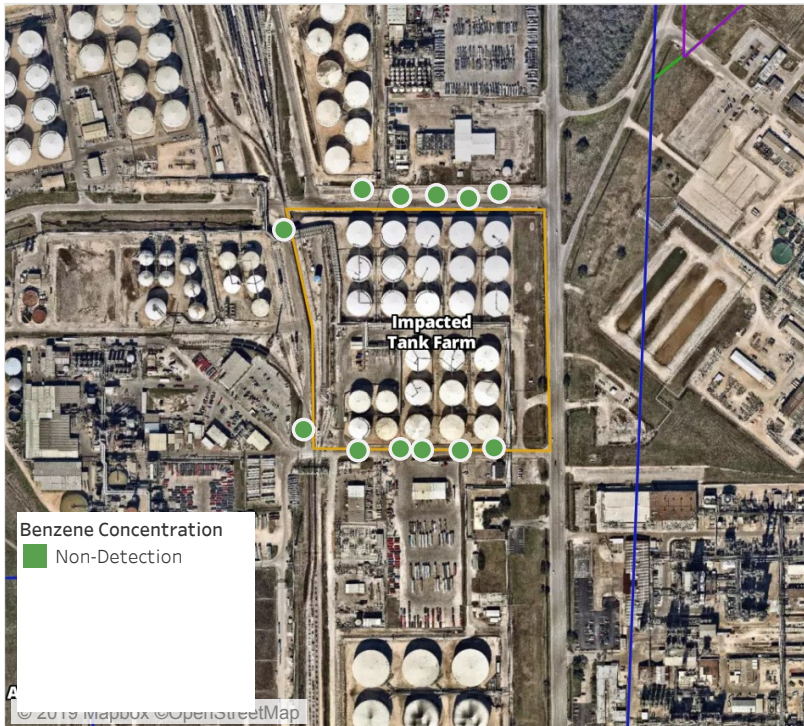 Impacted
Tank Farm
Benzene Concentration
Non-Detection
A
© 2019 Mapbox ©OpenStreetMap